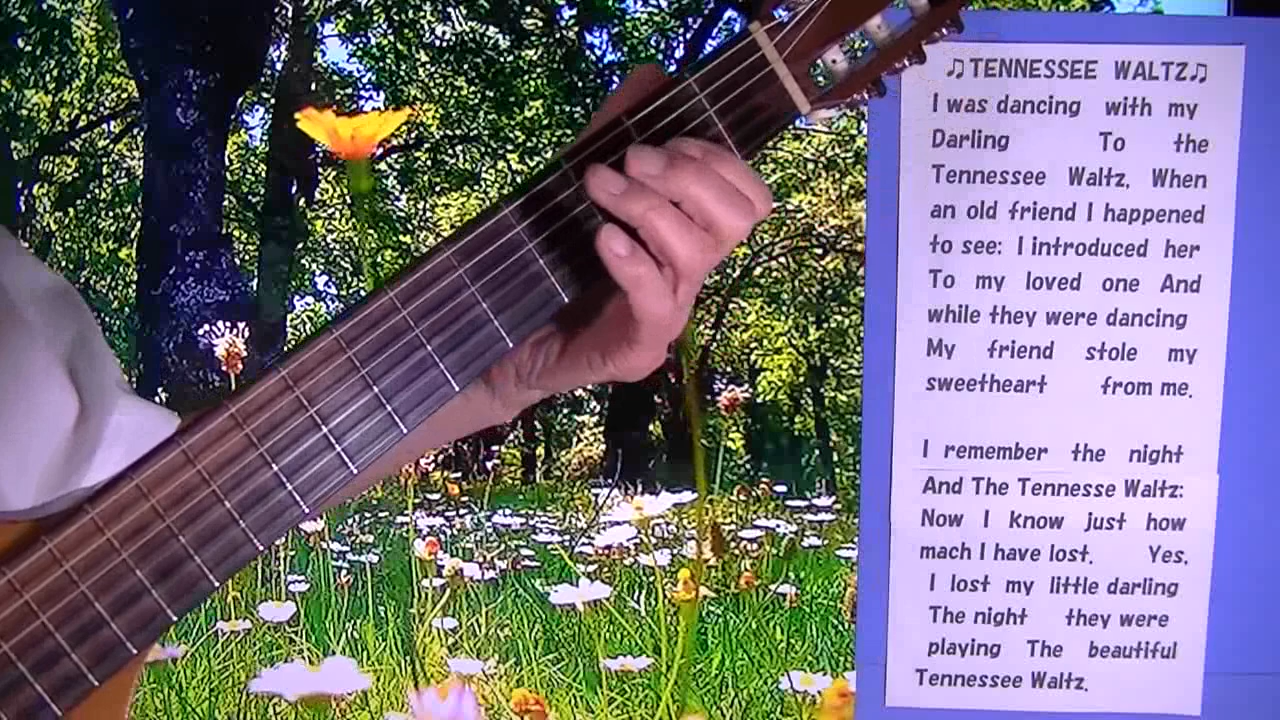 ♫TENNESSEE WALTZ♫
I was dancing with my
Darling To the
Tennessee Waltz, When
an old friend I happened
to see: I introduced her
To my loved one And
while they were dancing
My friend stole my
sweetheart from me.
I remember the night
And The Tennesse Waltz:
Now I know just how
mach I have lost, Yes,
I lost my little darling
The night they were
playing The beautiful
Tennessee Waltz.